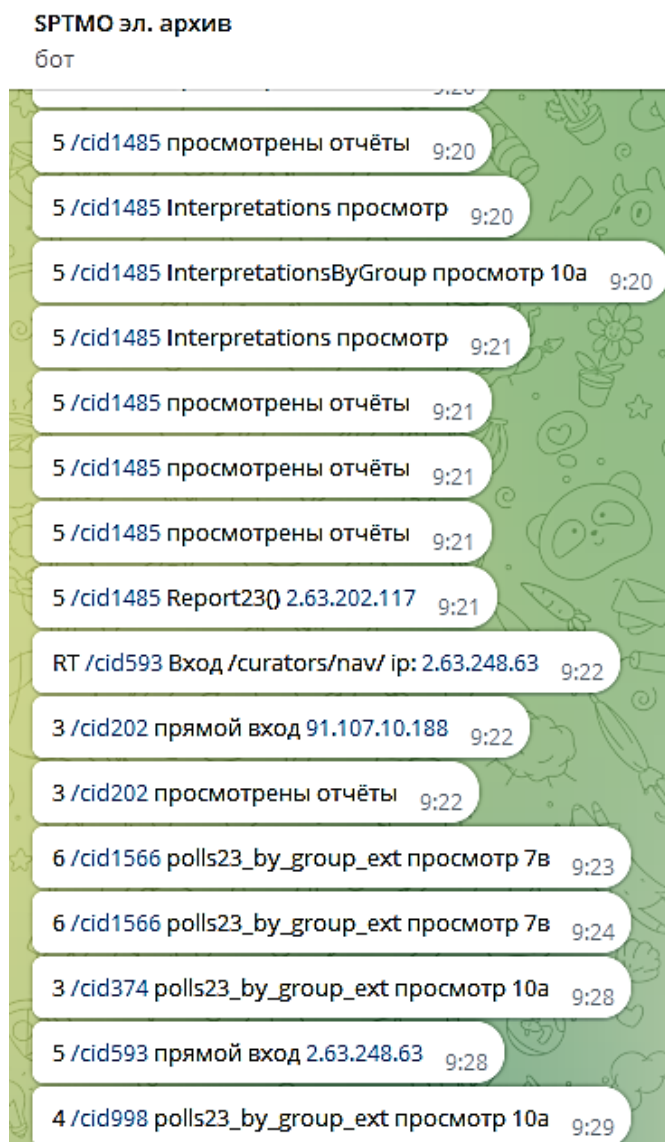 SPTMO эл. архив
бот
5 /cid1485 просмотрены отчёты 9:20
5 /cid1485 Interpretations просмотр 9:20
5 /cid1485 InterpretationsByGroup просмотр 10а 9:20
5 /cid1485 Interpretations просмотр 9:21
5 /cid1485 просмотрены отчёты 9:21
5 /cid1485 просмотрены отчёты 9:21
5 /cid1485 просмотрены отчёты 9:21
5 /cid1485 Report23() 2.63.202.117 9:21
RT /cid593 Вход /curators/nav/ ip: 2.63.248.63 9:22
3 /cid202 прямой вход 91.107.10.188 9:22
3 /cid202 просмотрены отчёты 9:22
6 /cid1566 polls23_by_group_ext просмотр 7в 9:23
6 /cid1566 polls23_by_group_ext просмотр 7в 9:24
3 /cid374 polls23_by_group_ext просмотр 10а 9:28
5 /cid593 прямой вход 2.63.248.63 9:28
4 /cid998 polls23_by_group_ext просмотр 10а 9:29